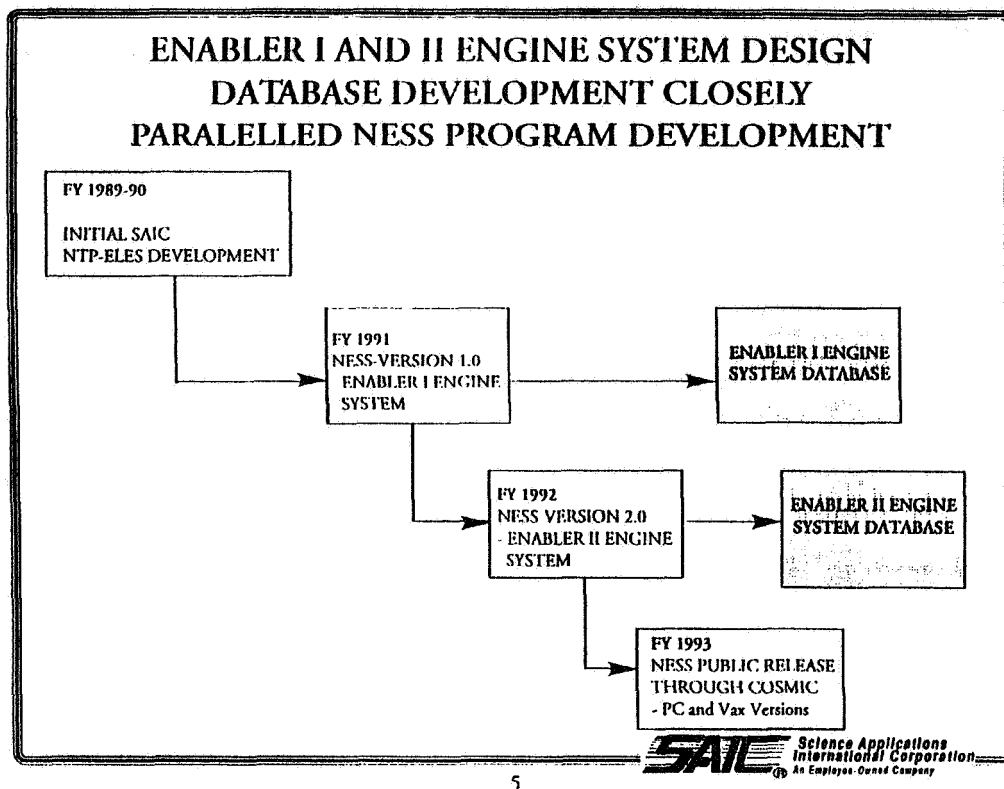 ENABLER I AND II ENGINE SYSTEM DESIGN
DATABASE DEVELOPMENT CLOSELY
PARALELLED NESS PROGRAM DEVELOPMENT
FY 1989-90
INITIAL SAIC
NTP-ELES DEVELOPMENT
FY 1991
NESS-VERSION 1.0
ENABLER I ENGINE
SYSTEM
ENABLER I ENGINE
SYSTEM DATABASE
FY 1992
NESS VERSION 2.0
- ENABLER II ENGINE
SYSTEM
ENABLER II ENGINE
SYSTEM DATABASE
FY 1993
NESS PUBLIC RELEASE
THROUGH COSMIC
- PC and Vax Versions
SAIC®
Science Applications
International Corporation
An Employee-Owned Company
5